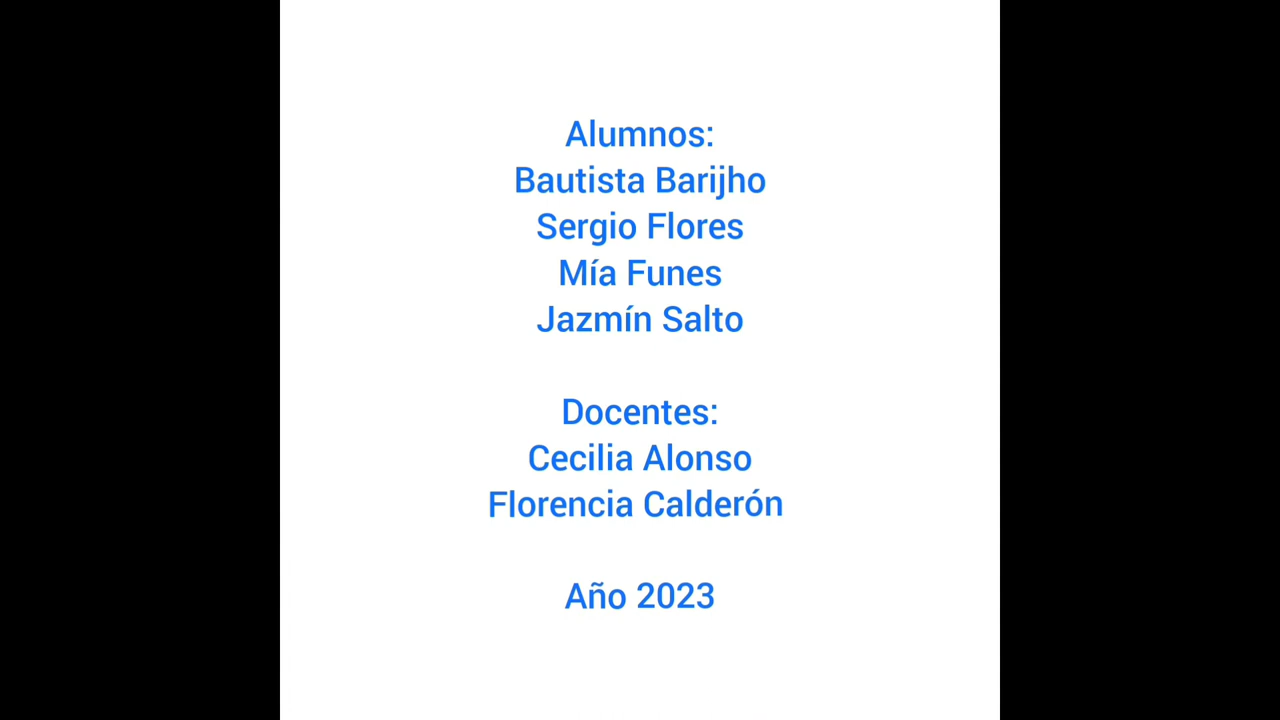 Alumnos:
Bautista Barijho
Sergio Flores
Mía Funes
Jazmín Salto
Docentes:
Cecilia Alonso
Florencia Calderón
Año 2023